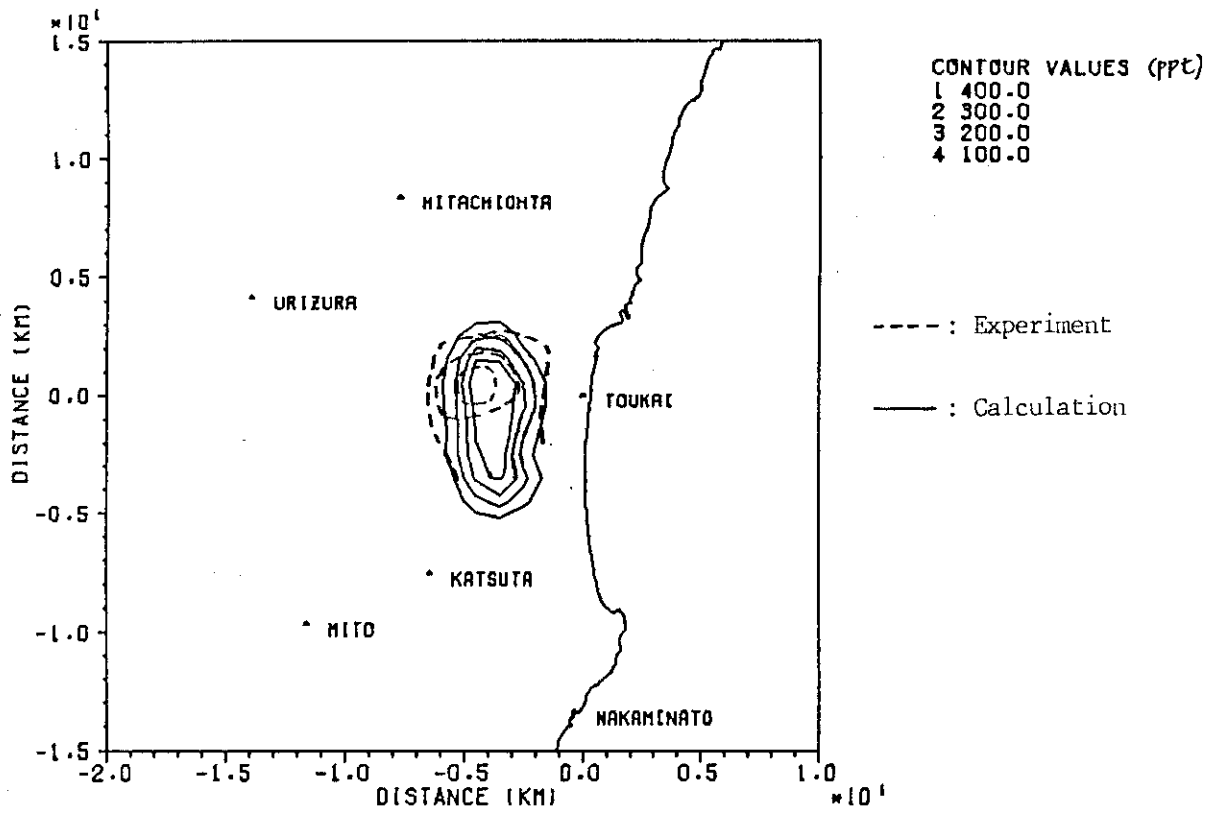 ×10¹
1.5
1.0
0.5
0.0
-0.5
-1.0
-1.5
DISTANCE (KM)
-2.0 -1.5 -1.0 -0.5 0.0 0.5 1.0
DISTANCE (KM)
×10¹
HITACHIOHTA
URIZURA
TOUKAI
KATSUTA
MITO
NAKAMINATO
CONTOUR VALUES (ppt)
1 400.0
2 300.0
3 200.0
4 100.0
----: Experiment
——: Calculation